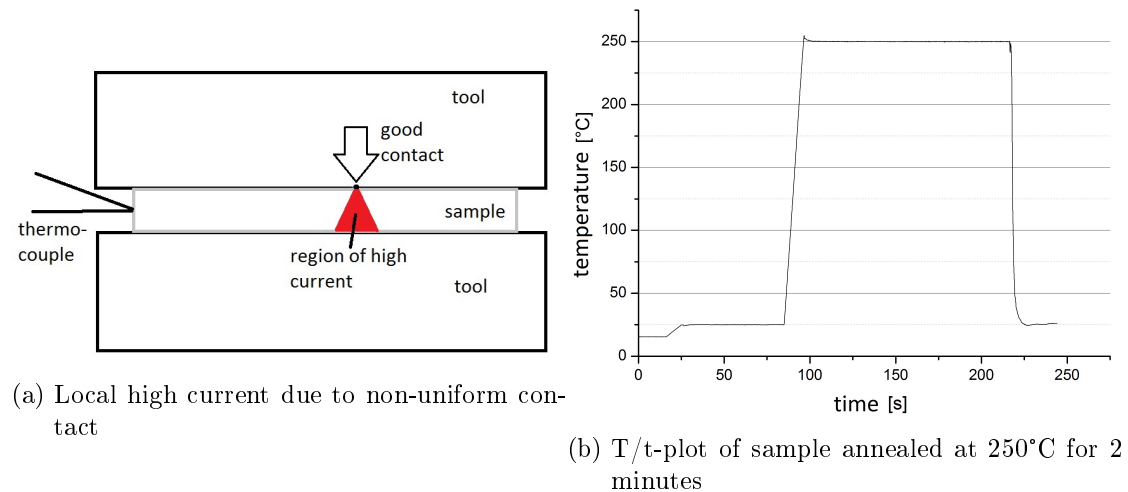 tool
good
contact
sample
thermo-
couple
region of high
current
tool
(a) Local high current due to non-uniform con-
tact
250
200
150
100
50
0
temperature [°C]
0 50 100 150 200 250
time [s]
(b) T/t-plot of sample annealed at 250°C for 2
minutes